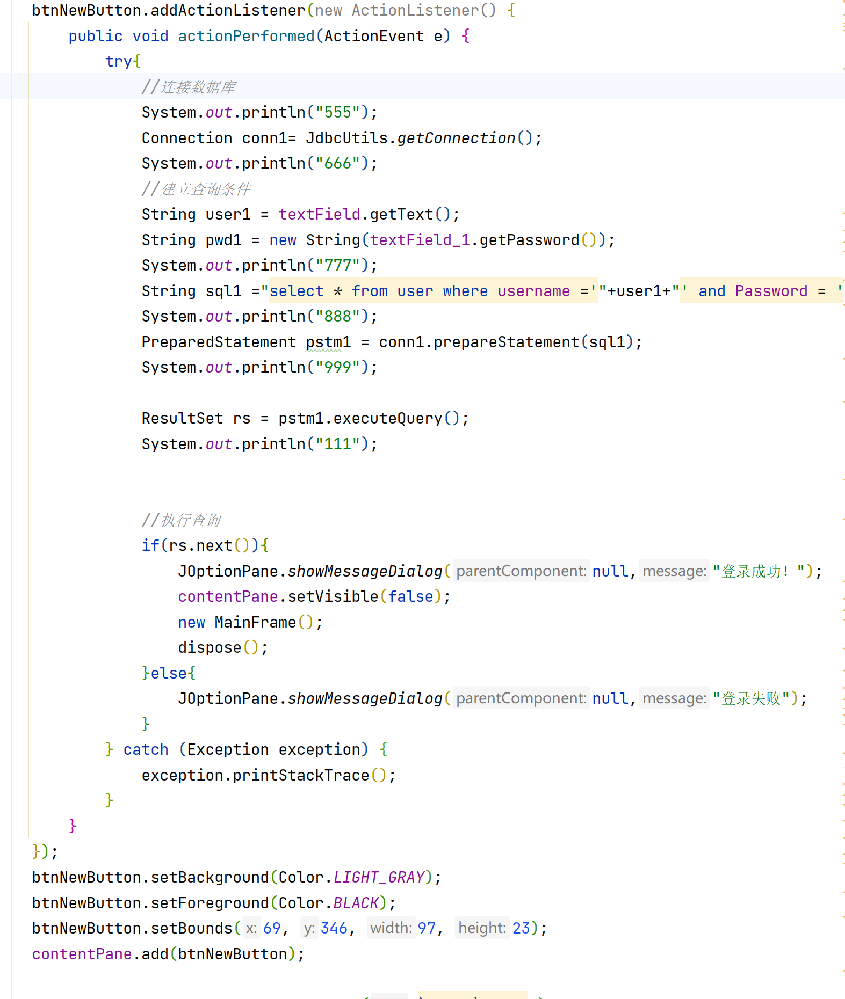 btnNewButton.addActionListener(new ActionListener() {
    public void actionPerformed(ActionEvent e) {
        try{
            //连接数据库
            System.out.println("555");
            Connection conn1= JdbcUtils.getConnection();
            System.out.println("666");
            //建立查询条件
            String user1 = textField.getText();
            String pwd1 = new String(textField_1.getPassword());
            System.out.println("777");
            String sql1 ="select * from user where username ='"+user1+"' and Password = '
            System.out.println("888");
            PreparedStatement pstm1 = conn1.prepareStatement(sql1);
            System.out.println("999");
            ResultSet rs = pstm1.executeQuery();
            System.out.println("111");
            //执行查询
            if(rs.next()){
                JOptionPane.showMessageDialog( parentComponent: null, message: "登录成功！");
                contentPane.setVisible(false);
                new MainFrame();
                dispose();
            }else{
                JOptionPane.showMessageDialog( parentComponent: null, message: "登录失败");
            }
        } catch (Exception exception) {
            exception.printStackTrace();
        }
    }
});
btnNewButton.setBackground(Color.LIGHT_GRAY);
btnNewButton.setForeground(Color.BLACK);
btnNewButton.setBounds( x: 69, y: 346, width: 97, height: 23);
contentPane.add(btnNewButton);